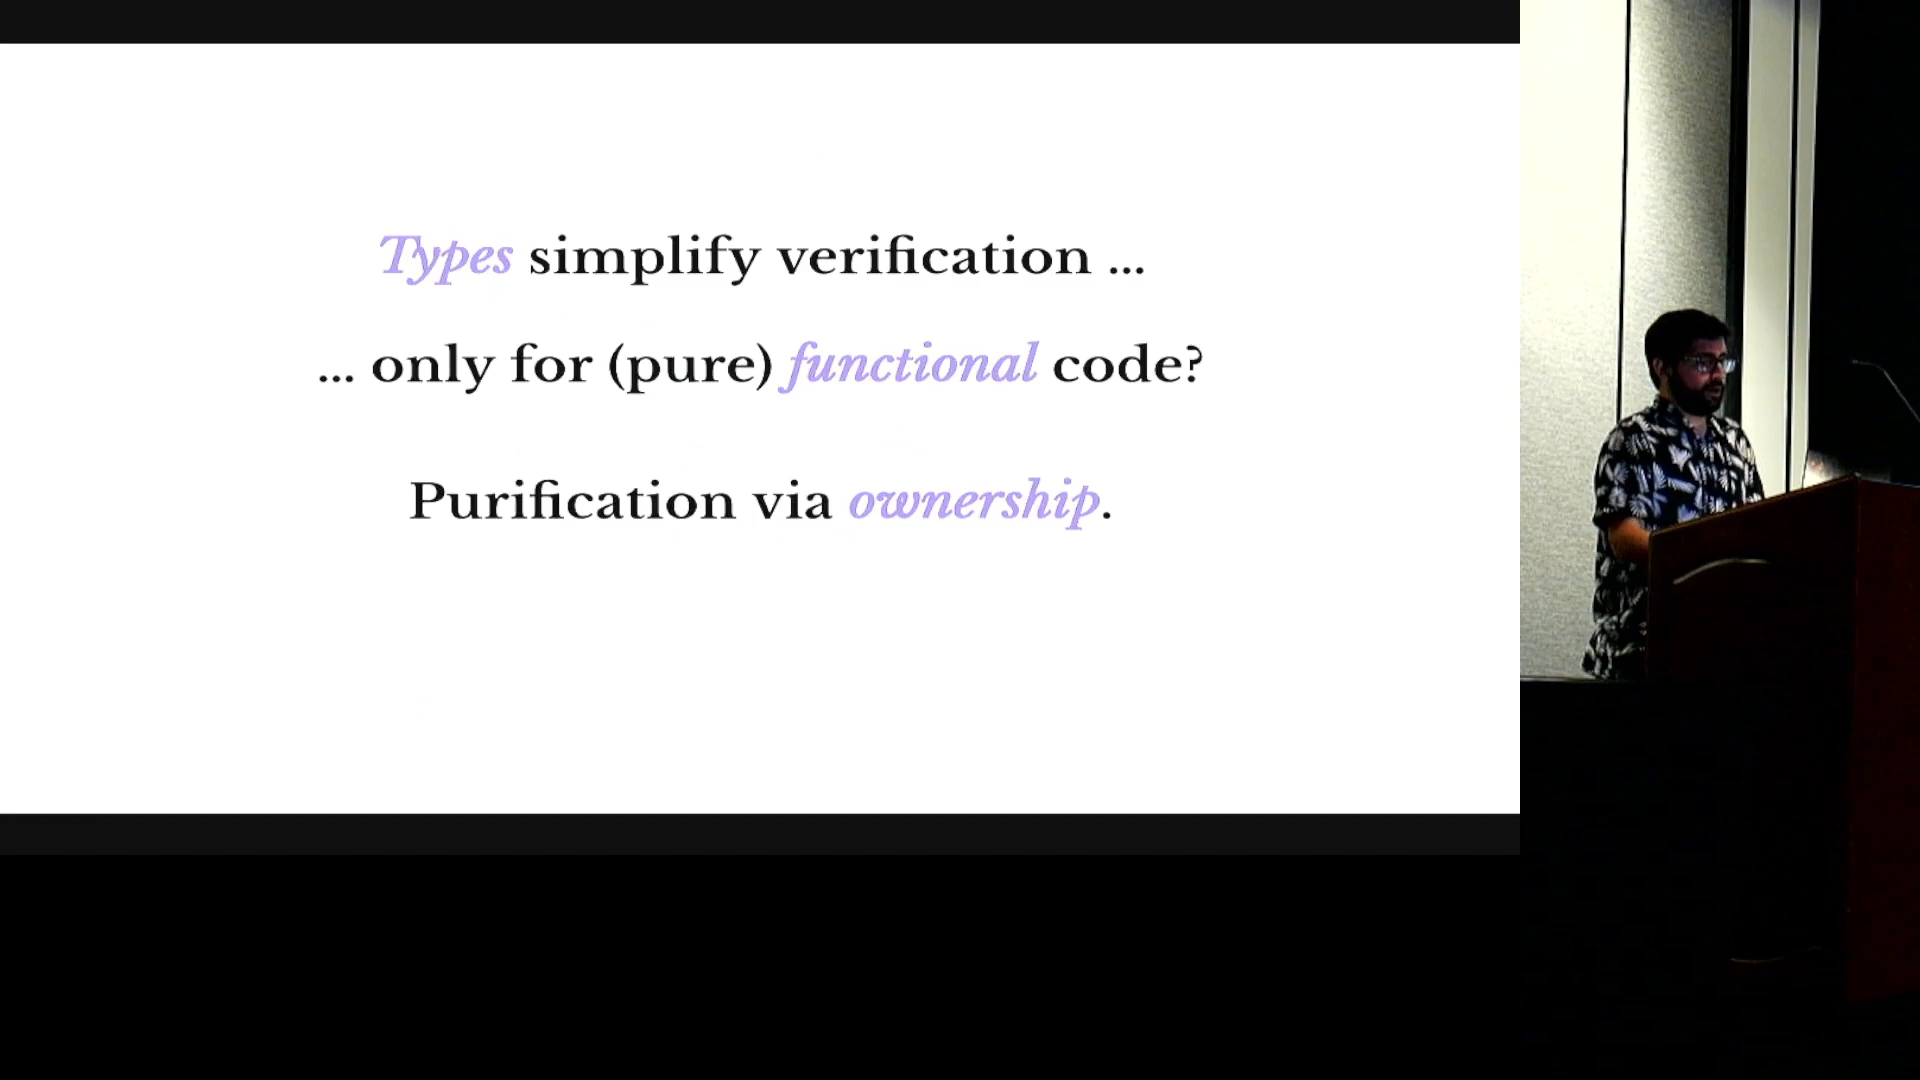 Types simplify verification ...
... only for (pure) functional code?
Purification via ownership.